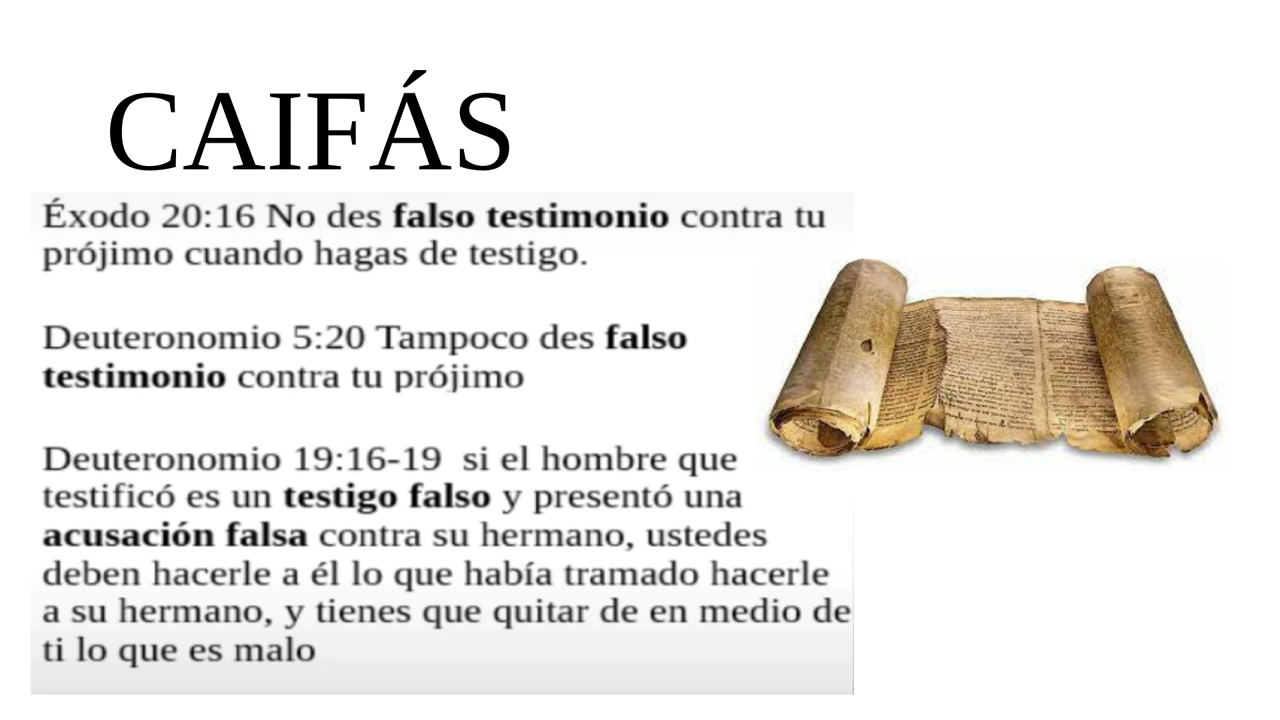 CAIFÁS
Éxodo 20:16 No des falso testimonio contra tu
prójimo cuando hagas de testigo.
Deuteronomio 5:20 Tampoco des falso
testimonio contra tu prójimo
Deuteronomio 19:16-19 si el hombre que
testificó es un testigo falso y presentó una
acusación falsa contra su hermano, ustedes
deben hacerle a él lo que había tramado hacerle
a su hermano, y tienes que quitar de en medio de
ti lo que es malo